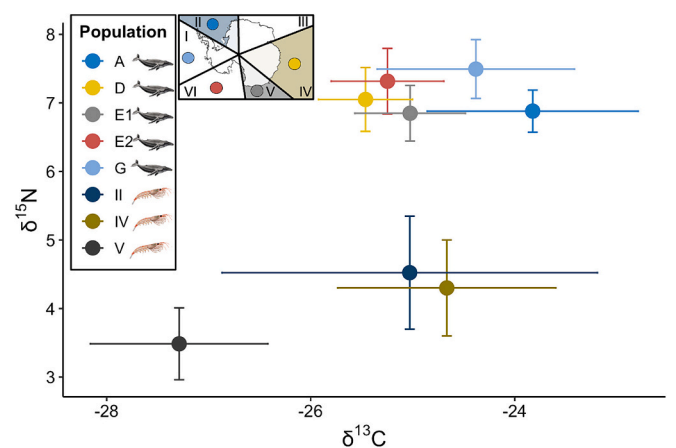 Population
A
D
E1
E2
G
II
IV
V
II
III
I
VI
V
IV
8
7
6
5
4
3
δ¹⁵N
-28
-26
-24
δ¹³C